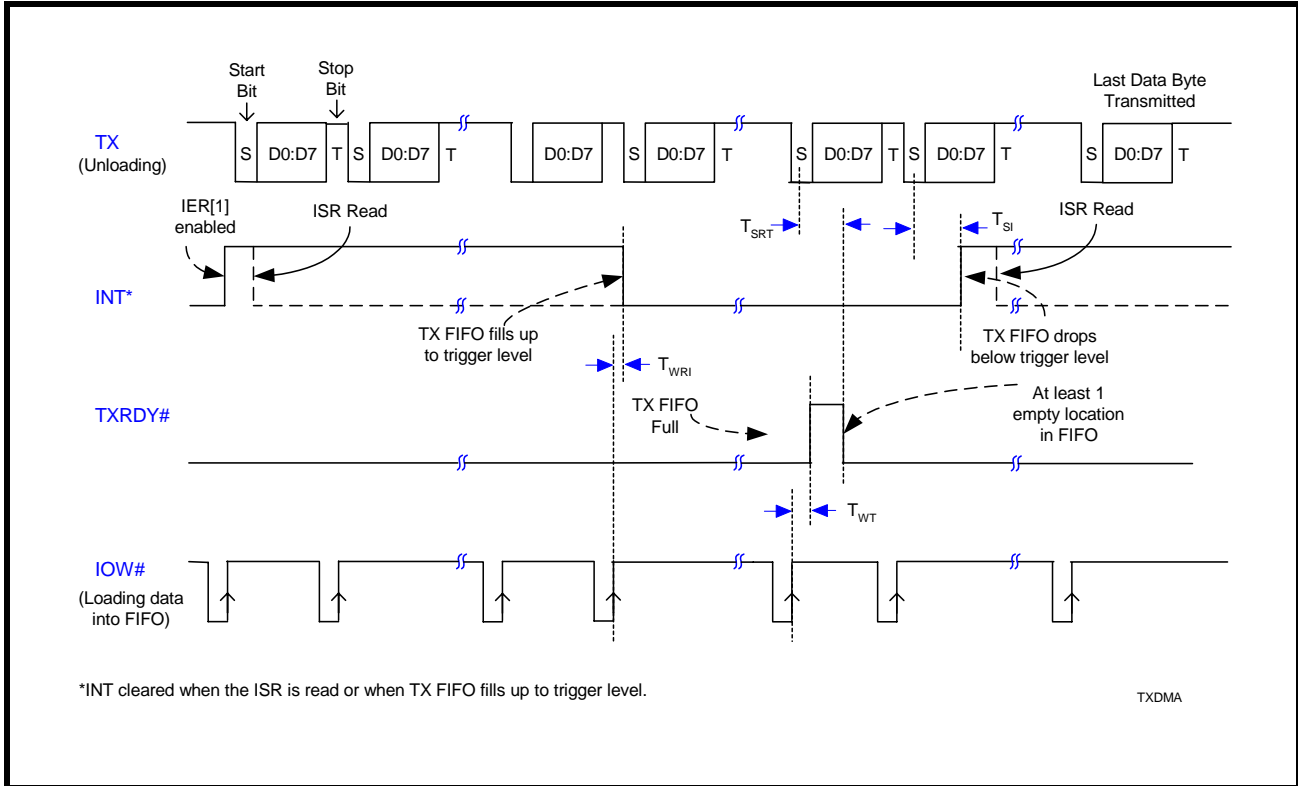 Start
Bit
Stop
Bit
Last Data Byte
Transmitted
TX
(Unloading)
S D0:D7 T S D0:D7 T D0:D7 S D0:D7 T S D0:D7 T S D0:D7 T S D0:D7 T
IER[1]
enabled
ISR Read
TSRT
TSI
ISR Read
INT*
TX FIFO fills up
to trigger level
TX FIFO drops
below trigger level
TWRI
TXRDY#
TX FIFO
Full
At least 1
empty location
in FIFO
TWT
IOW#
(Loading data
into FIFO)
*INT cleared when the ISR is read or when TX FIFO fills up to trigger level.
TXDMA